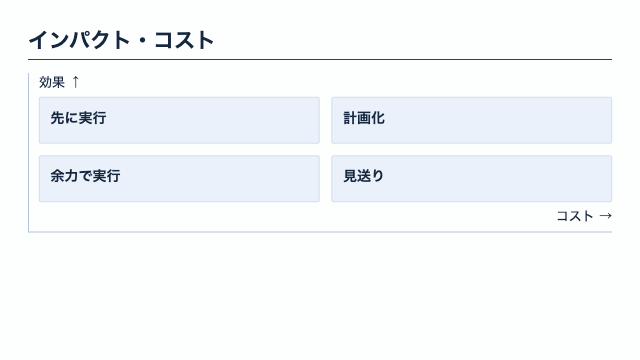 インパクト・コスト
効果 ↑
先に実行
計画化
余力で実行
見送り
コスト →